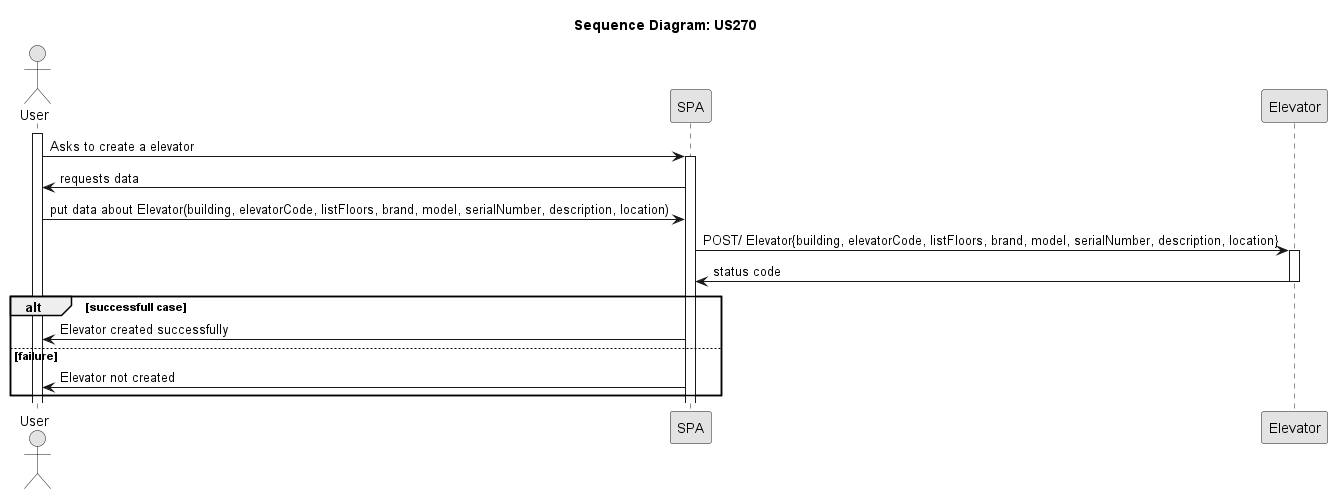 Sequence Diagram: US270
User
SPA
Elevator
Asks to create a elevator
requests data
put data about Elevator(building, elevatorCode, listFloors, brand, model, serialNumber, description, location)
POST/ Elevator{building, elevatorCode, listFloors, brand, model, serialNumber, description, location}
status code
alt [successfull case]
Elevator created successfully
[failure]
Elevator not created
User
SPA
Elevator